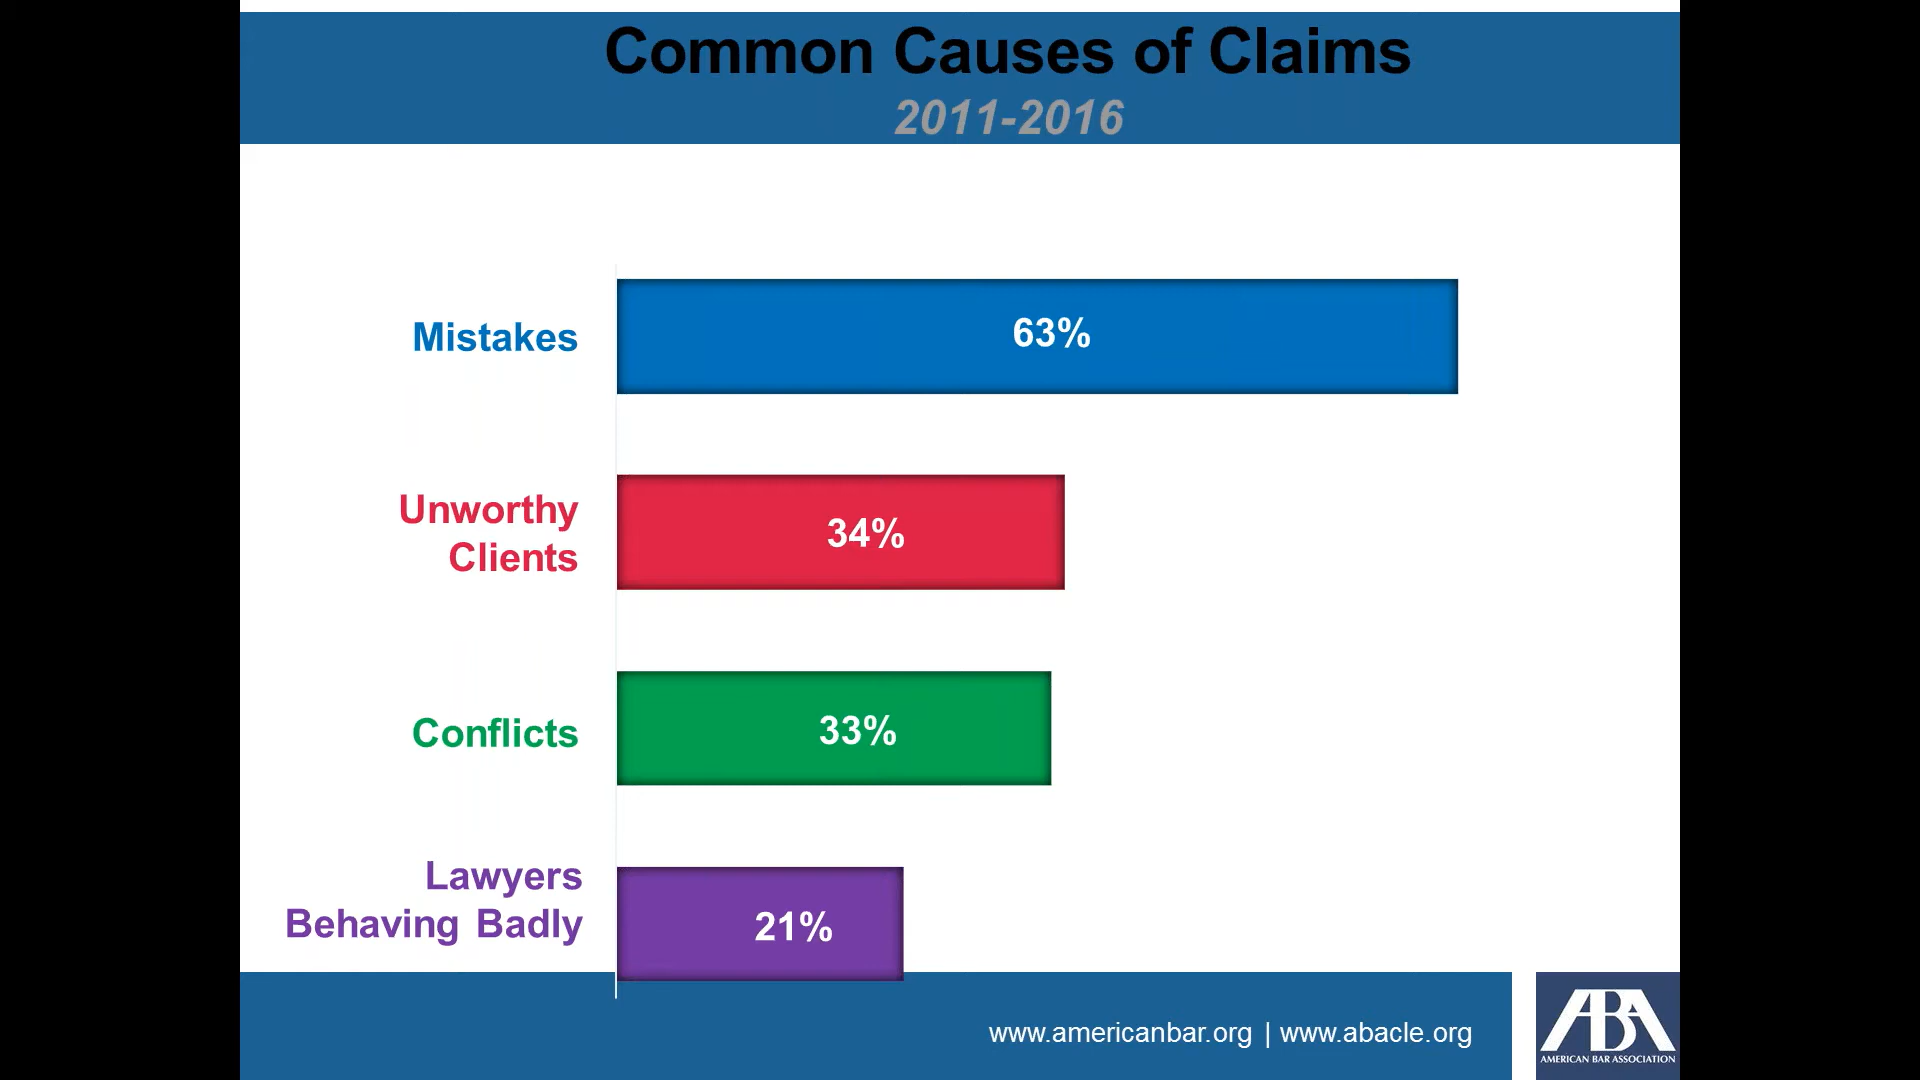 Common Causes of Claims
2011-2016
Mistakes
63%
Unworthy
Clients
34%
Conflicts
33%
Lawyers
Behaving Badly
21%
www.americanbar.org | www.abacle.org
ABA
AMERICAN BAR ASSOCIATION